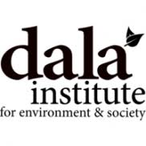 dala
institute
for environment & society